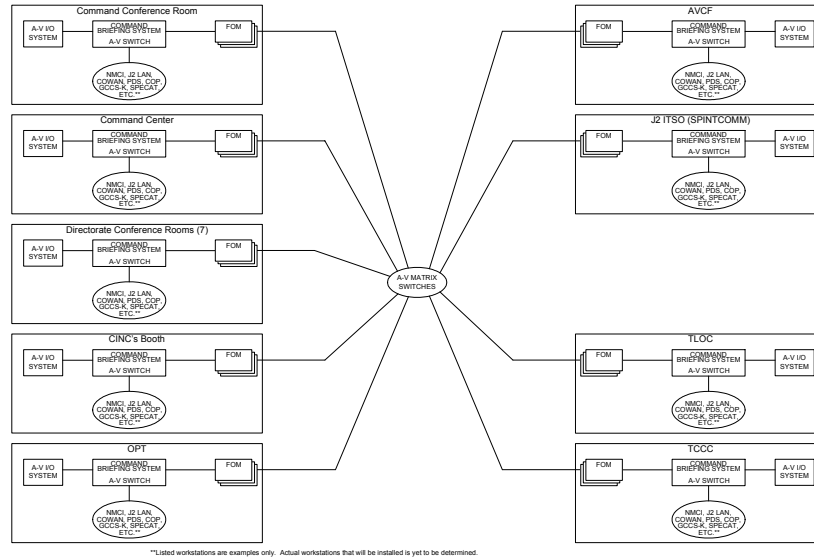 Command Conference Room
A-V I/O
SYSTEM
COMMAND
BRIEFING SYSTEM
A-V SWITCH
FOM
NMCI, J2 LAN,
COWAN, PDS, COP,
GCCS-K, SPECAT,
ETC.**
Command Center
A-V I/O
SYSTEM
COMMAND
BRIEFING SYSTEM
A-V SWITCH
FOM
NMCI, J2 LAN,
COWAN, PDS, COP,
GCCS-K, SPECAT,
ETC.**
Directorate Conference Rooms (7)
A-V I/O
SYSTEM
COMMAND
BRIEFING SYSTEM
A-V SWITCH
FOM
NMCI, J2 LAN,
COWAN, PDS, COP,
GCCS-K, SPECAT,
ETC.**
CINC's Booth
A-V I/O
SYSTEM
COMMAND
BRIEFING SYSTEM
A-V SWITCH
FOM
NMCI, J2 LAN,
COWAN, PDS, COP,
GCCS-K, SPECAT,
ETC.**
OPT
A-V I/O
SYSTEM
COMMAND
BRIEFING SYSTEM
A-V SWITCH
FOM
NMCI, J2 LAN,
COWAN, PDS, COP,
GCCS-K, SPECAT,
ETC.**
A-V MATRIX
SWITCHES
AVCF
FOM
COMMAND
BRIEFING SYSTEM
A-V SWITCH
A-V I/O
SYSTEM
NMCI, J2 LAN,
COWAN, PDS, COP,
GCCS-K, SPECAT,
ETC.**
J2 ITSO (SPINTCOMM)
FOM
COMMAND
BRIEFING SYSTEM
A-V SWITCH
A-V I/O
SYSTEM
NMCI, J2 LAN,
COWAN, PDS, COP,
GCCS-K, SPECAT,
ETC.**
TLOC
FOM
COMMAND
BRIEFING SYSTEM
A-V SWITCH
A-V I/O
SYSTEM
NMCI, J2 LAN,
COWAN, PDS, COP,
GCCS-K, SPECAT,
ETC.**
TCCC
FOM
COMMAND
BRIEFING SYSTEM
A-V SWITCH
A-V I/O
SYSTEM
NMCI, J2 LAN,
COWAN, PDS, COP,
GCCS-K, SPECAT,
ETC.**
**Listed workstations are examples only. Actual workstations that will be installed is yet to be determined.